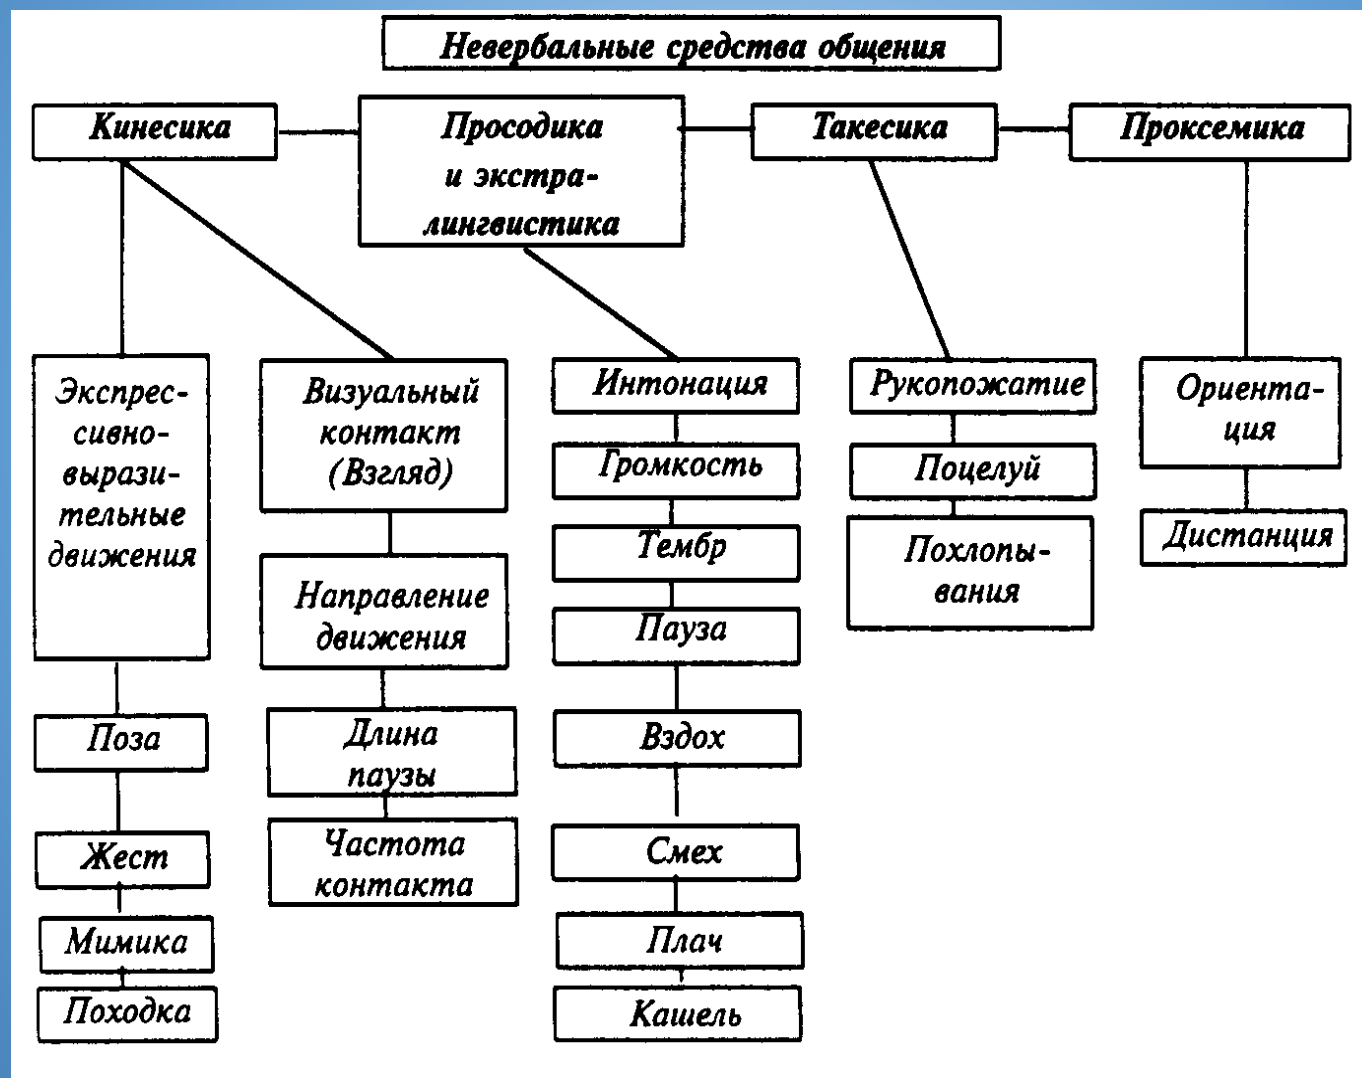 Невербальные средства общения
Кинесика
Просодика
и экстра-
лингвистика
Такесика
Проксемика
Экспрес-
сивно-
вырази-
тельные
движения
Поза
Жест
Мимика
Походка
Визуальный
контакт
(Взгляд)
Направление
движения
Длина
паузы
Частота
контакта
Интонация
Громкость
Тембр
Пауза
Вздох
Смех
Плач
Кашель
Рукопожатие
Поцелуй
Похлопы-
вания
Ориента-
ция
Дистанция